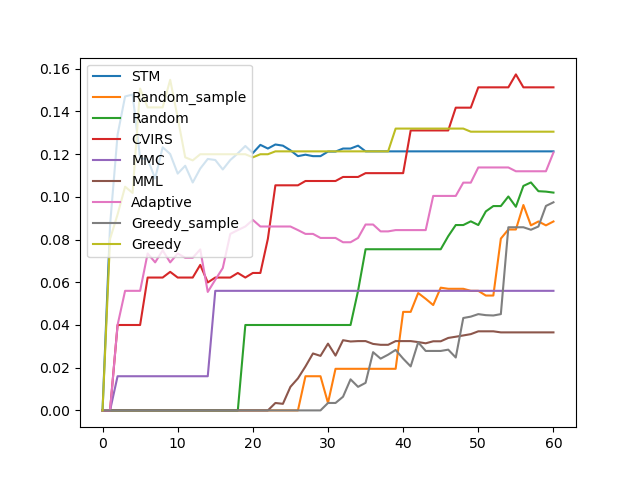 0.16
0.14
0.12
0.10
0.08
0.06
0.04
0.02
0.00
STM
Random_sample
Random
CVIRS
MMC
MML
Adaptive
Greedy_sample
Greedy
0 10 20 30 40 50 60